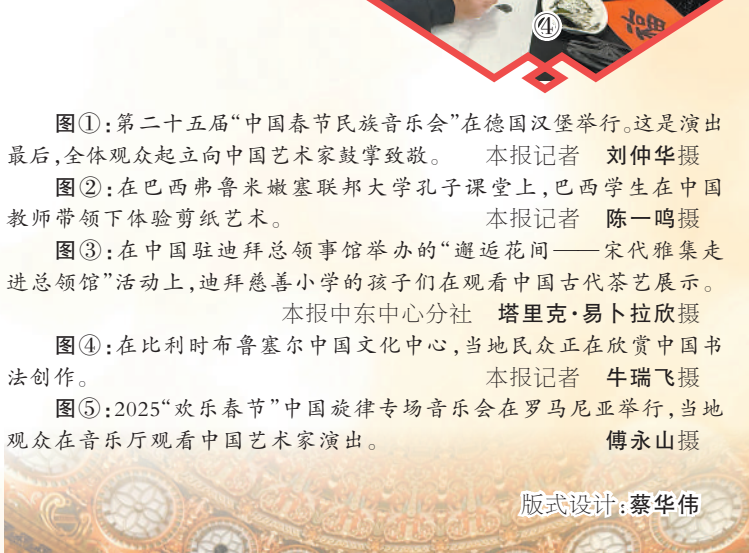 ④
福
图①:第二十五届“中国春节民族音乐会”在德国汉堡举行。这是演出
最后,全体观众起立向中国艺术家鼓掌致敬。 本报记者 刘仲华摄
图②:在巴西弗鲁米嫩塞联邦大学孔子课堂上,巴西学生在中国
教师带领下体验剪纸艺术。 本报记者 陈一鸣摄
图③:在中国驻迪拜总领事馆举办的“邂逅花间——宋代雅集走
进总领馆”活动上,迪拜慈善小学的孩子们在观看中国古代茶艺展示。
本报中东中心分社 塔里克·易卜拉欣摄
图④:在比利时布鲁塞尔中国文化中心,当地民众正在欣赏中国书
法创作。 本报记者 牛瑞飞摄
图⑤:2025“欢乐春节”中国旋律专场音乐会在罗马尼亚举行,当地
观众在音乐厅观看中国艺术家演出。 傅永山摄
版式设计:蔡华伟